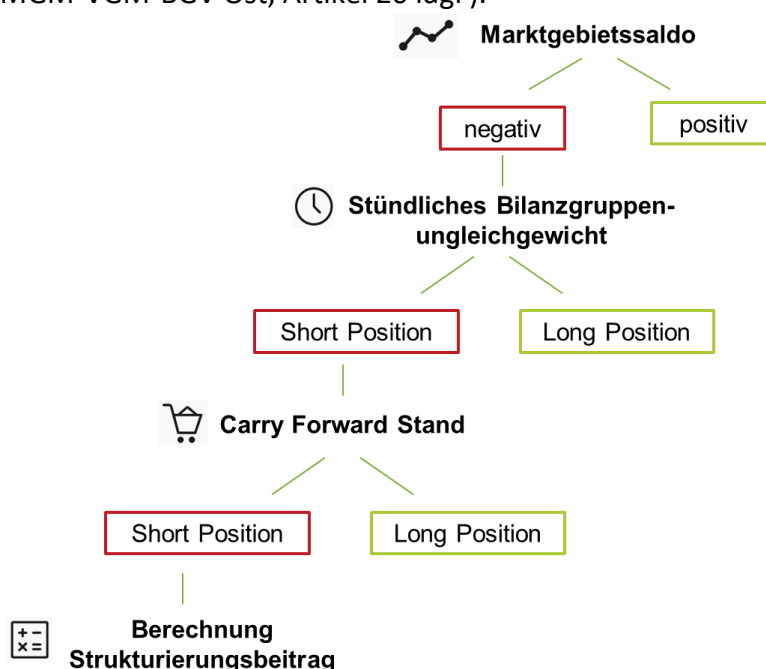 Marktgebietssaldo
negativ
positiv
Stündliches Bilanzgruppen-
ungleichgewicht
Short Position
Long Position
Carry Forward Stand
Short Position
Long Position
Berechnung
Strukturierungsbeitrag